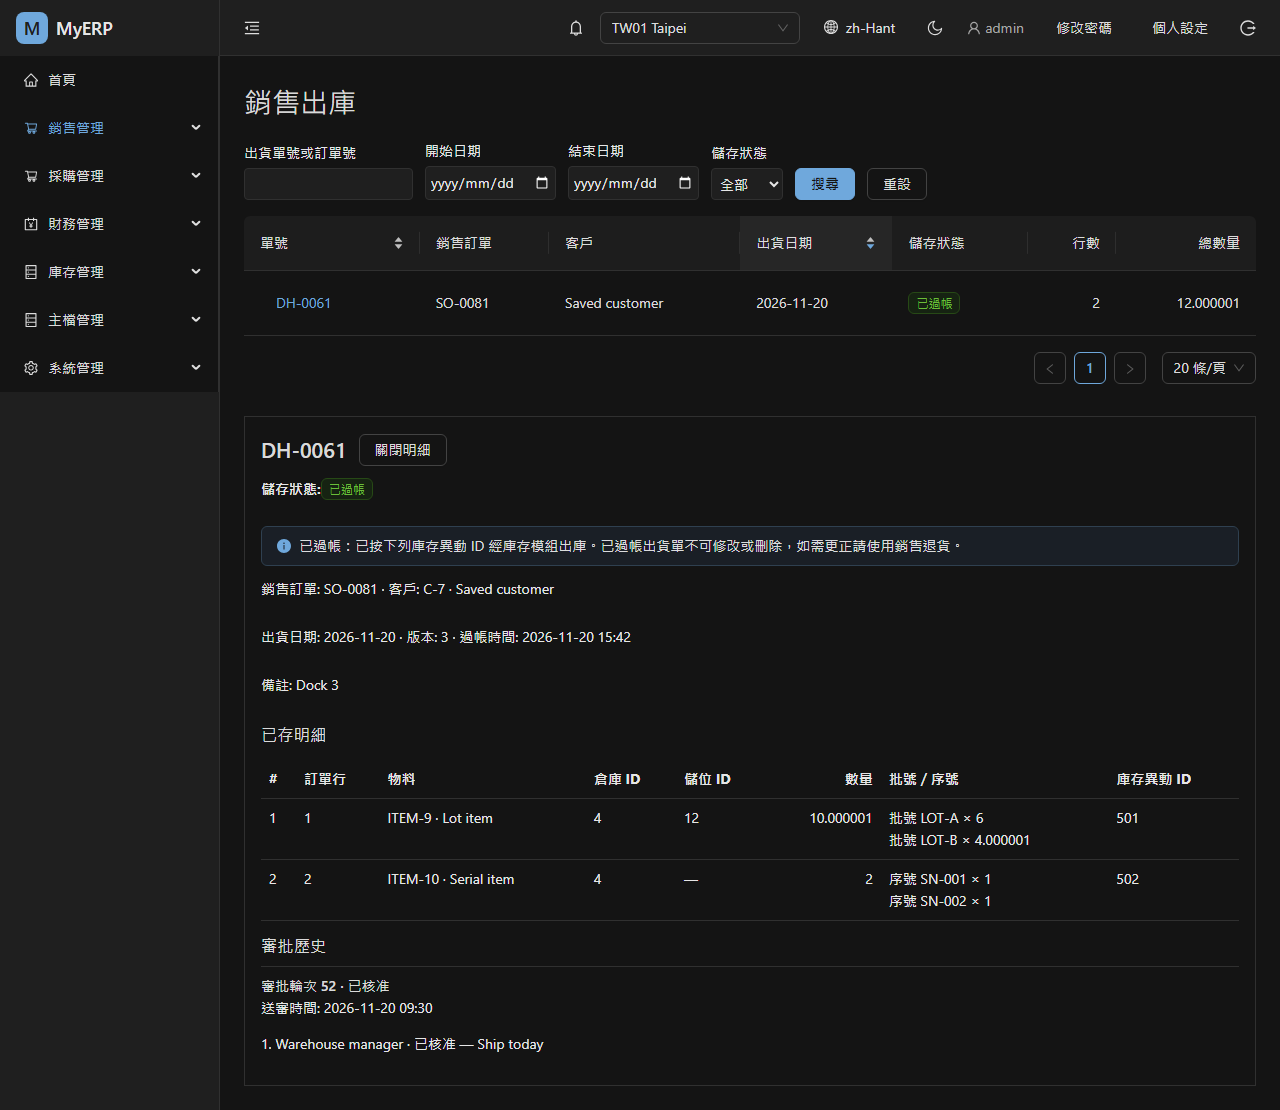 M MyERP
TW01 Taipei
zh-Hant
admin
修改密碼
個人設定
首頁
銷售管理
採購管理
財務管理
庫存管理
主檔管理
系統管理
銷售出庫
出貨單號或訂單號
開始日期
結束日期
儲存狀態
yyyy/mm/dd
yyyy/mm/dd
全部
搜尋
重設
單號 銷售訂單 客戶 出貨日期 儲存狀態 行數 總數量
DH-0061 SO-0081 Saved customer 2026-11-20 已過帳 2 12.000001
< 1 > 20 條/頁
DH-0061 關閉明細
儲存狀態:已過帳
已過帳：已按下列庫存異動 ID 經庫存模組出庫。已過帳出貨單不可修改或刪除，如需更正請使用銷售退貨。
銷售訂單: SO-0081 · 客戶: C-7 · Saved customer
出貨日期: 2026-11-20 · 版本: 3 · 過帳時間: 2026-11-20 15:42
備註: Dock 3
已存明細
# 訂單行 物料 倉庫 ID 儲位 ID 數量 批號 / 序號 庫存異動 ID
1 1 ITEM-9 · Lot item 4 12 10.000001 批號 LOT-A × 6 501
批號 LOT-B × 4.000001
2 2 ITEM-10 · Serial item 4 — 2 序號 SN-001 × 1 502
序號 SN-002 × 1
審批歷史
審批輪次 52 · 已核准
送審時間: 2026-11-20 09:30
1. Warehouse manager · 已核准 — Ship today